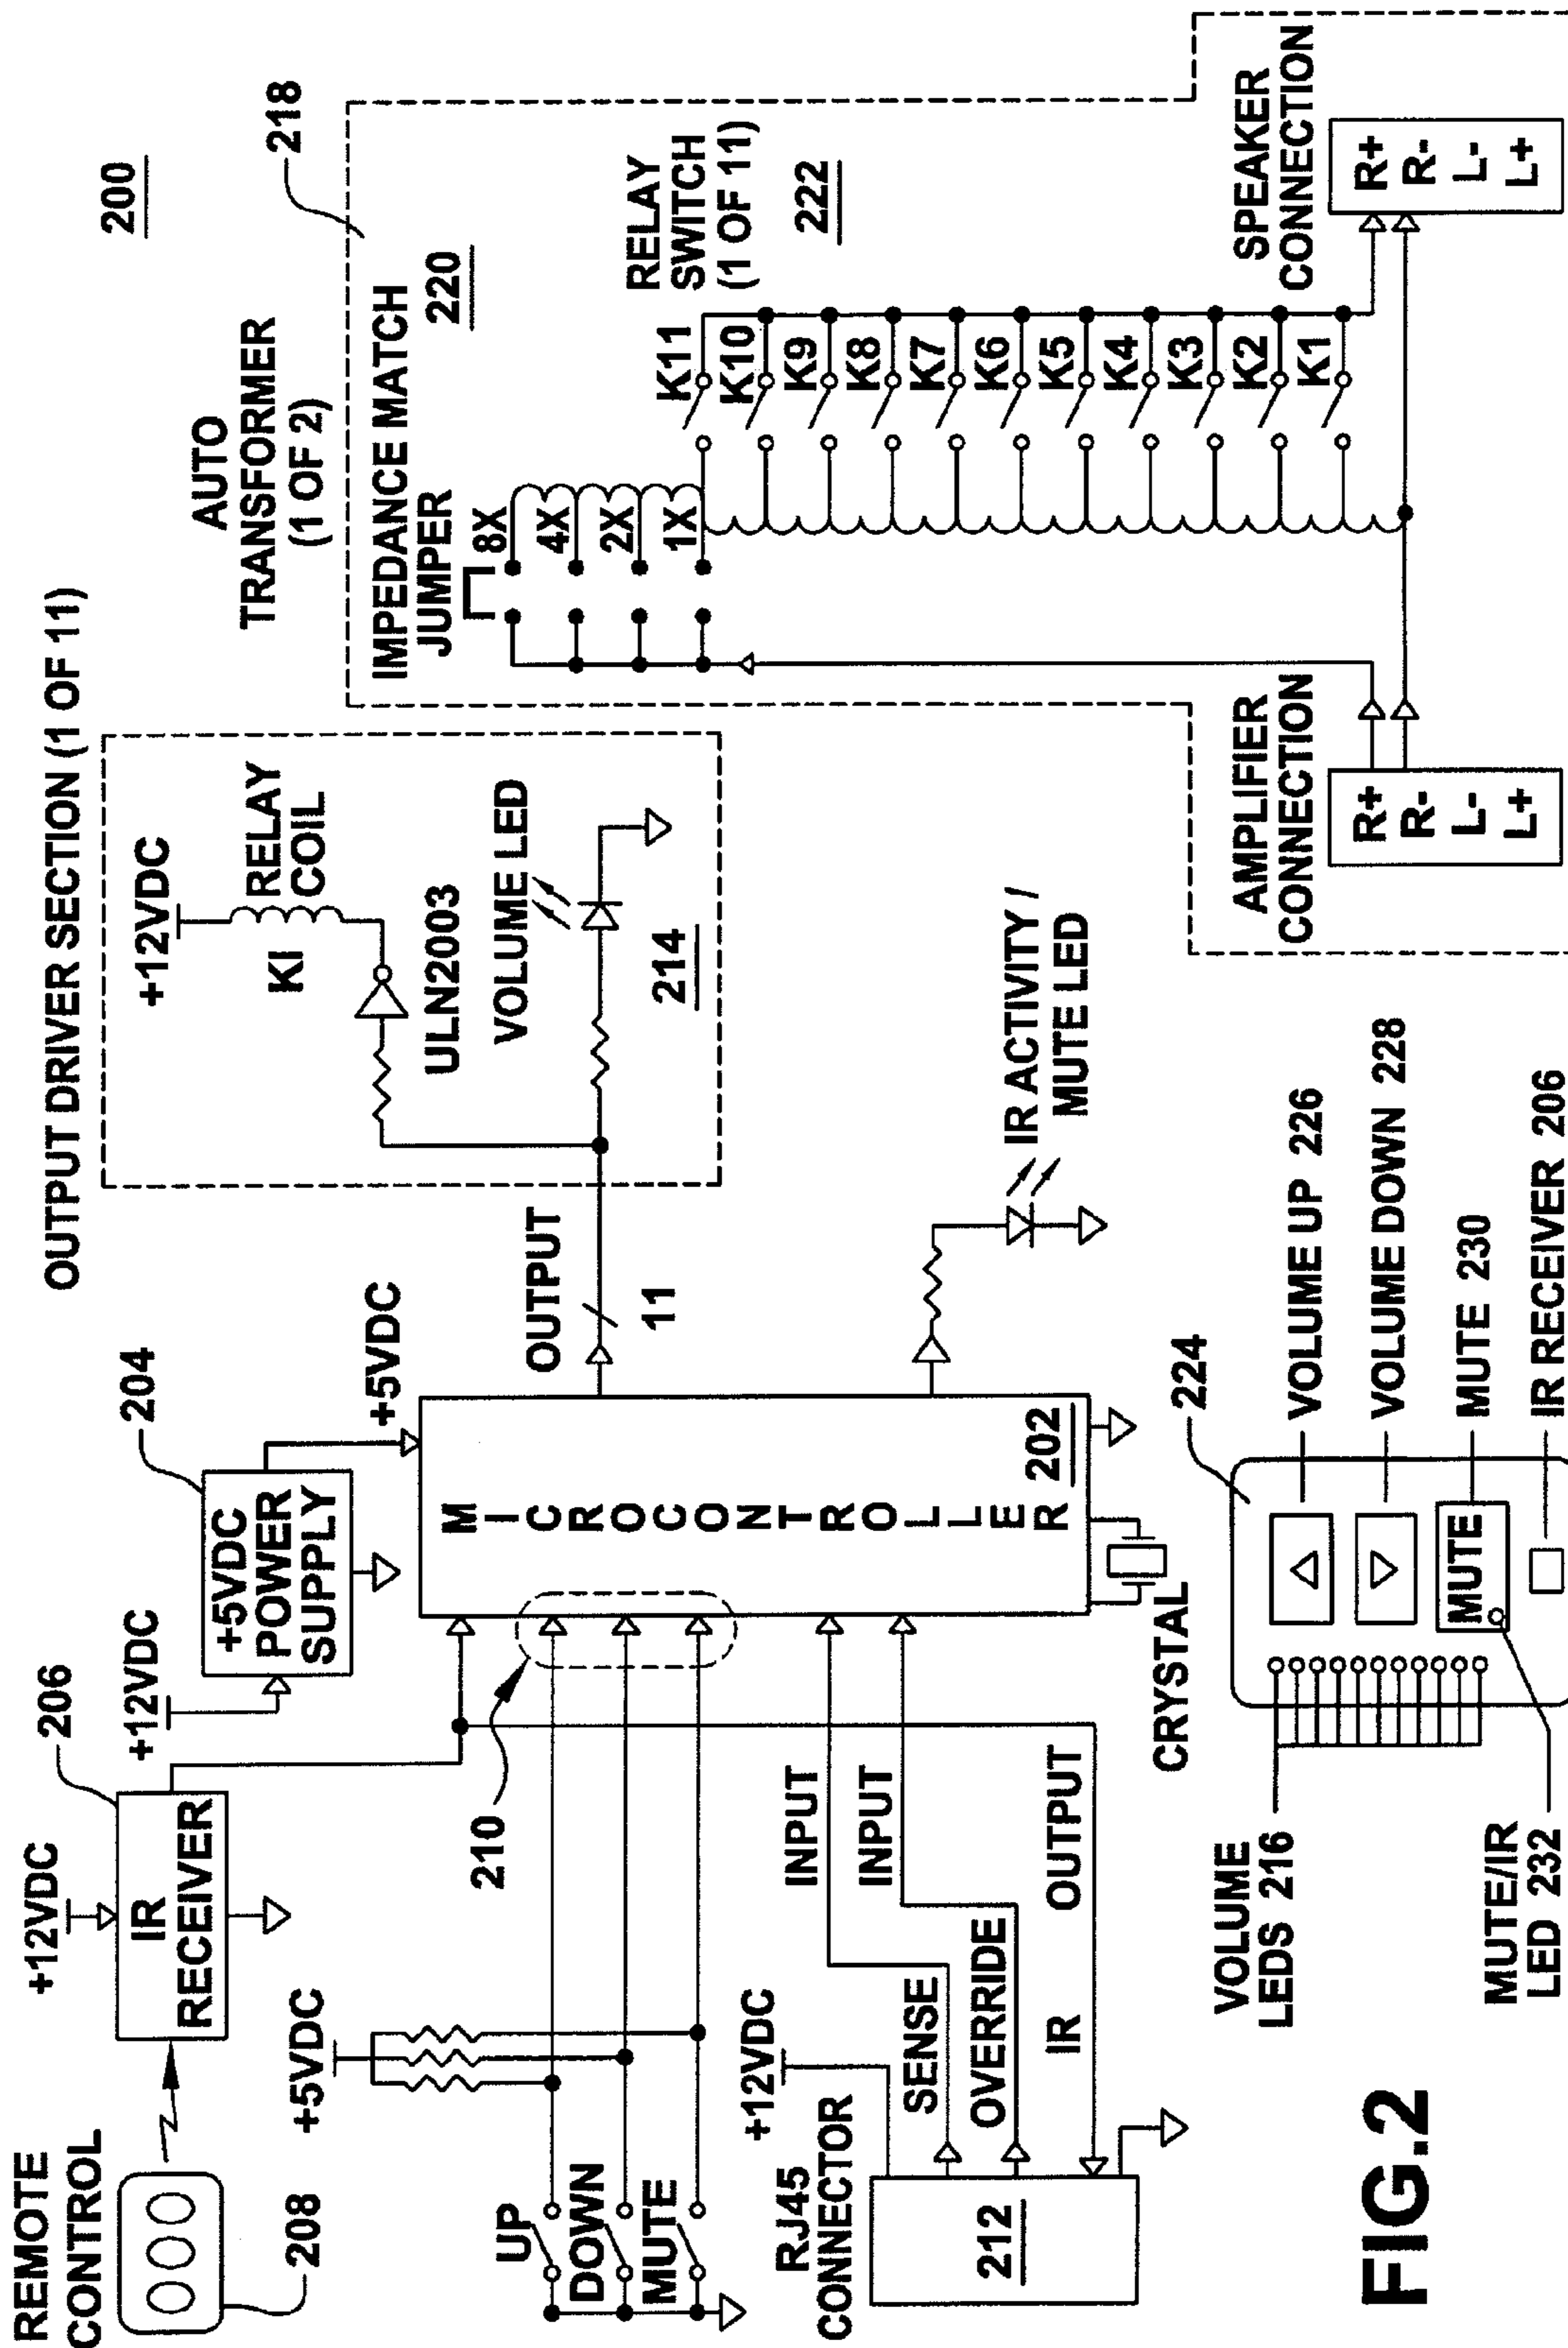 200
OUTPUT DRIVER SECTION (1 OF 11)
AUTO
TRANSFORMER
(1 OF 2)
218
REMOTE
CONTROL
208
+12VDC
206
IR
RECEIVER
+12VDC
204
+5VDC
POWER
SUPPLY
+5VDC
+5VDC
UP
DOWN
MUTE
210
MICROCONTROLLER
202
CRYSTAL
OUTPUT
11
+12VDC
RELAY
COIL
KI
ULN2003
VOLUME LED
214
IR ACTIVITY /
MUTE LED
RJ45
CONNECTOR
212
+12VDC
SENSE
INPUT
OVERRIDE
INPUT
IR
OUTPUT
IMPEDANCE MATCH
JUMPER
220
8X
4X
2X
1X
RELAY
SWITCH
(1 OF 11)
222
K11
K10
K9
K8
K7
K6
K5
K4
K3
K2
K1
AMPLIFIER
CONNECTION
R+
R-
L-
L+
SPEAKER
CONNECTION
R+
R-
L-
L+
VOLUME
LEDS 216
MUTE/IR
LED 232
224
MUTE
VOLUME UP 226
VOLUME DOWN 228
MUTE 230
IR RECEIVER 206
FIG.2